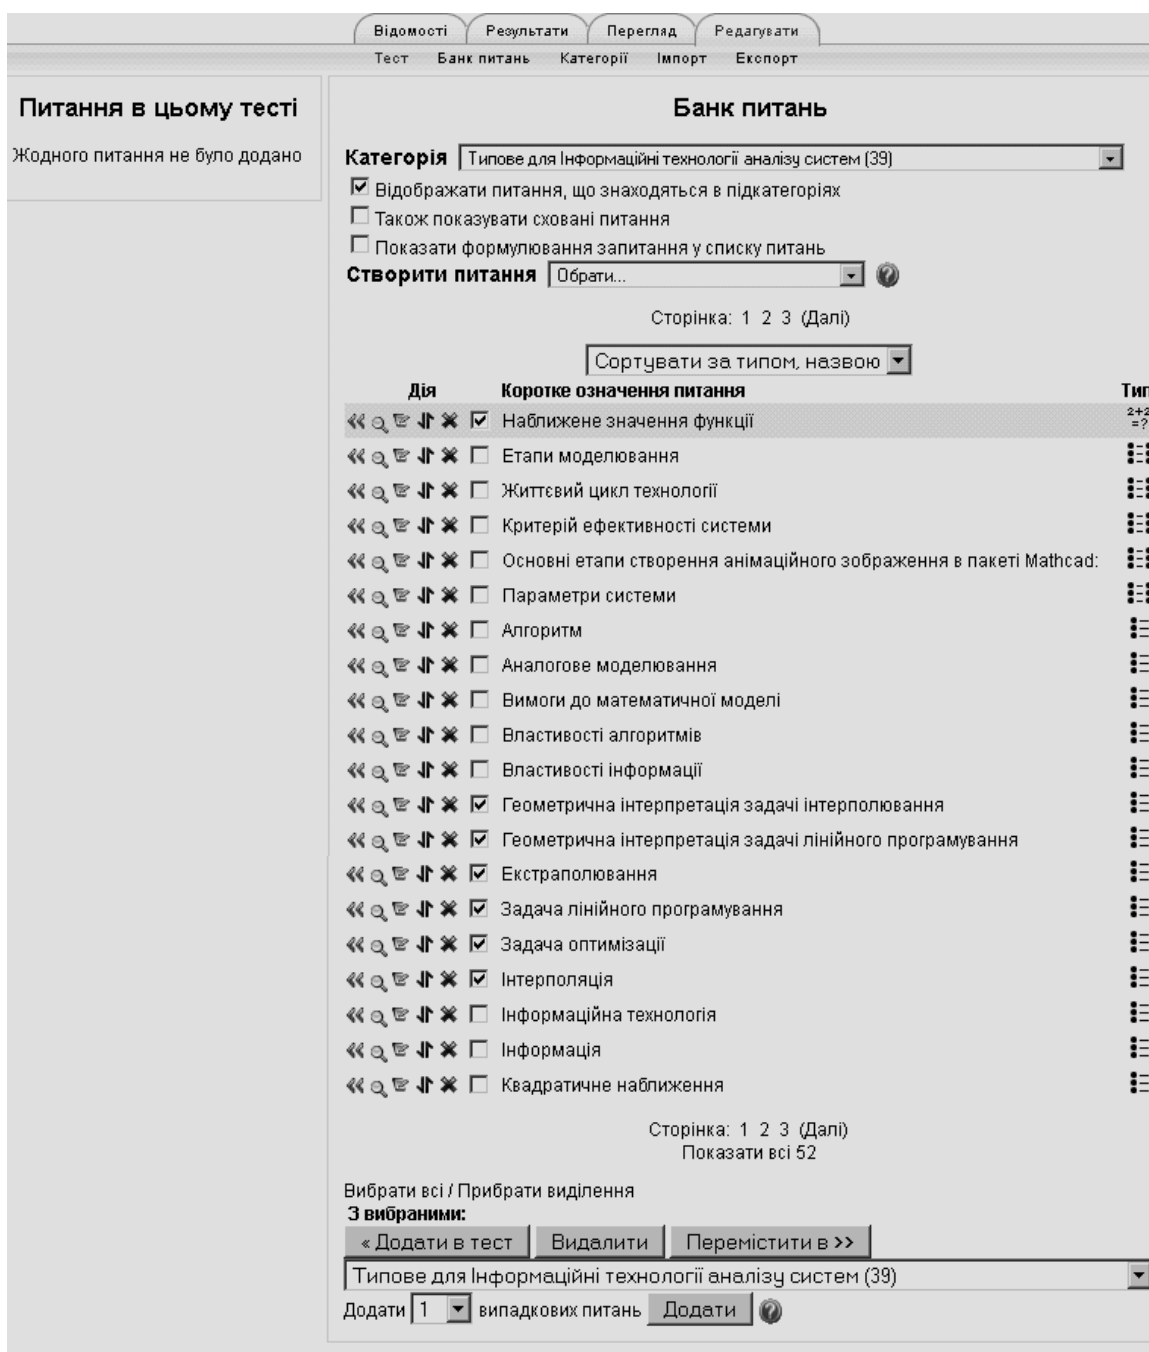 Відомості Результати Перегляд Редагувати
Тест Банк питань Категорії Імпорт Експорт
Питання в цьому тесті
Жодного питання не було додано
Банк питань
Категорія Типове для Інформаційні технології аналізу систем (39)
Відображати питання, що знаходяться в підкатегоріях
Також показувати сховані питання
Показати формулювання запитання у списку питань
Створити питання Обрати...
Сторінка: 1 2 3 (Далі)
Сортувати за типом, назвою
Дія Коротке означення питання Тип
Наближене значення функції 2+2 =?
Етапи моделювання
Життєвий цикл технології
Критерій ефективності системи
Основні етапи створення анімаційного зображення в пакеті Mathcad:
Параметри системи
Алгоритм
Аналогове моделювання
Вимоги до математичної моделі
Властивості алгоритмів
Властивості інформації
Геометрична інтерпретація задачі інтерполювання
Геометрична інтерпретація задачі лінійного програмування
Екстраполювання
Задача лінійного програмування
Задача оптимізації
Інтерполяція
Інформаційна технологія
Інформація
Квадратичне наближення
Сторінка: 1 2 3 (Далі)
Показати всі 52
Вибрати всі / Прибрати виділення
З вибраними:
« Додати в тест Видалити Перемістити в >>
Типове для Інформаційні технології аналізу систем (39)
Додати 1 випадкових питань Додати